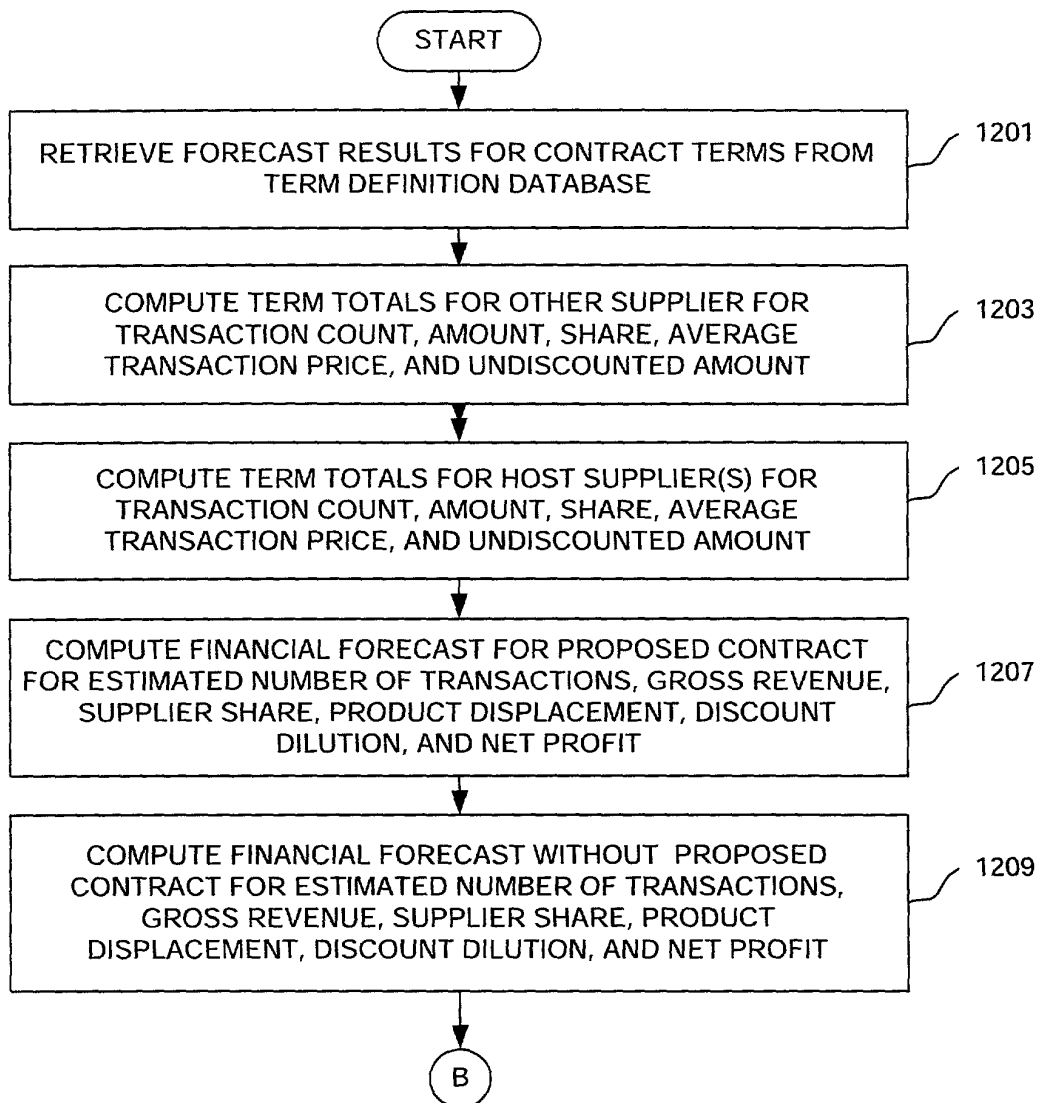 START
RETRIEVE FORECAST RESULTS FOR CONTRACT TERMS FROM
TERM DEFINITION DATABASE
1201
COMPUTE TERM TOTALS FOR OTHER SUPPLIER FOR
TRANSACTION COUNT, AMOUNT, SHARE, AVERAGE
TRANSACTION PRICE, AND UNDISCOUNTED AMOUNT
1203
COMPUTE TERM TOTALS FOR HOST SUPPLIER(S) FOR
TRANSACTION COUNT, AMOUNT, SHARE, AVERAGE
TRANSACTION PRICE, AND UNDISCOUNTED AMOUNT
1205
COMPUTE FINANCIAL FORECAST FOR PROPOSED CONTRACT
FOR ESTIMATED NUMBER OF TRANSACTIONS, GROSS REVENUE,
SUPPLIER SHARE, PRODUCT DISPLACEMENT, DISCOUNT
DILUTION, AND NET PROFIT
1207
COMPUTE FINANCIAL FORECAST WITHOUT PROPOSED
CONTRACT FOR ESTIMATED NUMBER OF TRANSACTIONS,
GROSS REVENUE, SUPPLIER SHARE, PRODUCT
DISPLACEMENT, DISCOUNT DILUTION, AND NET PROFIT
1209
B